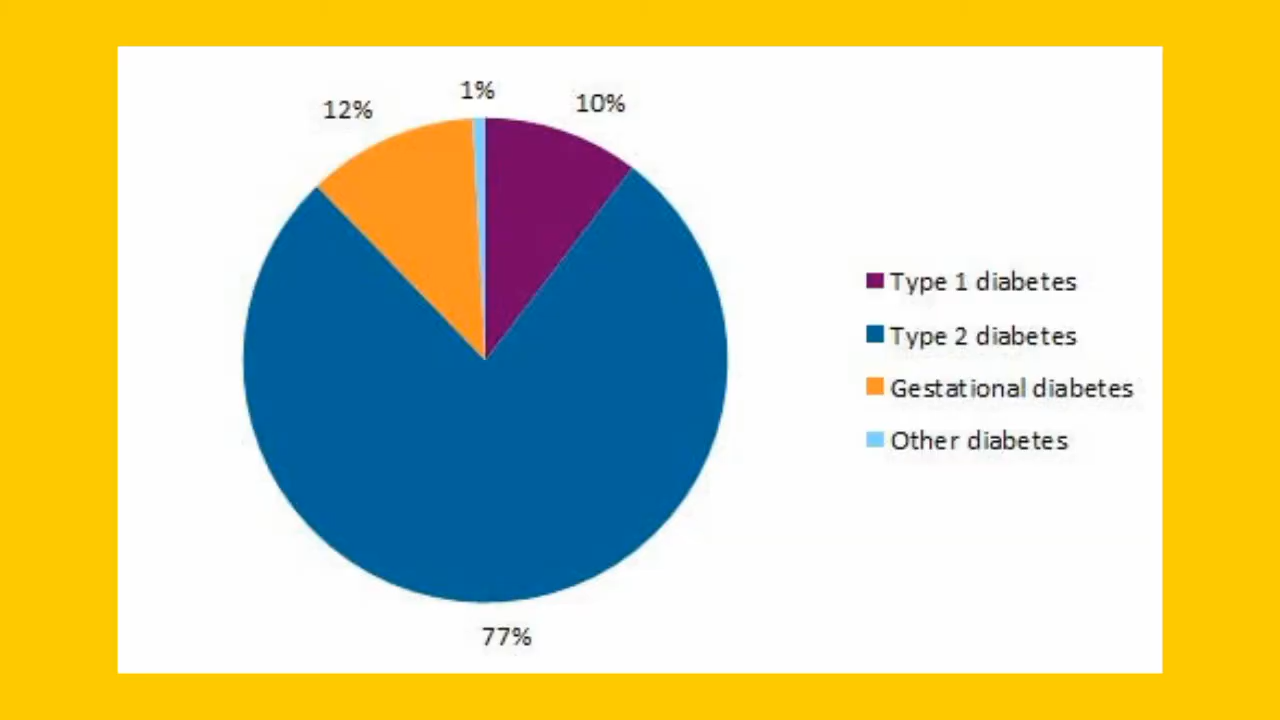 1%
12%
10%
Type 1 diabetes
Type 2 diabetes
Gestational diabetes
Other diabetes
77%